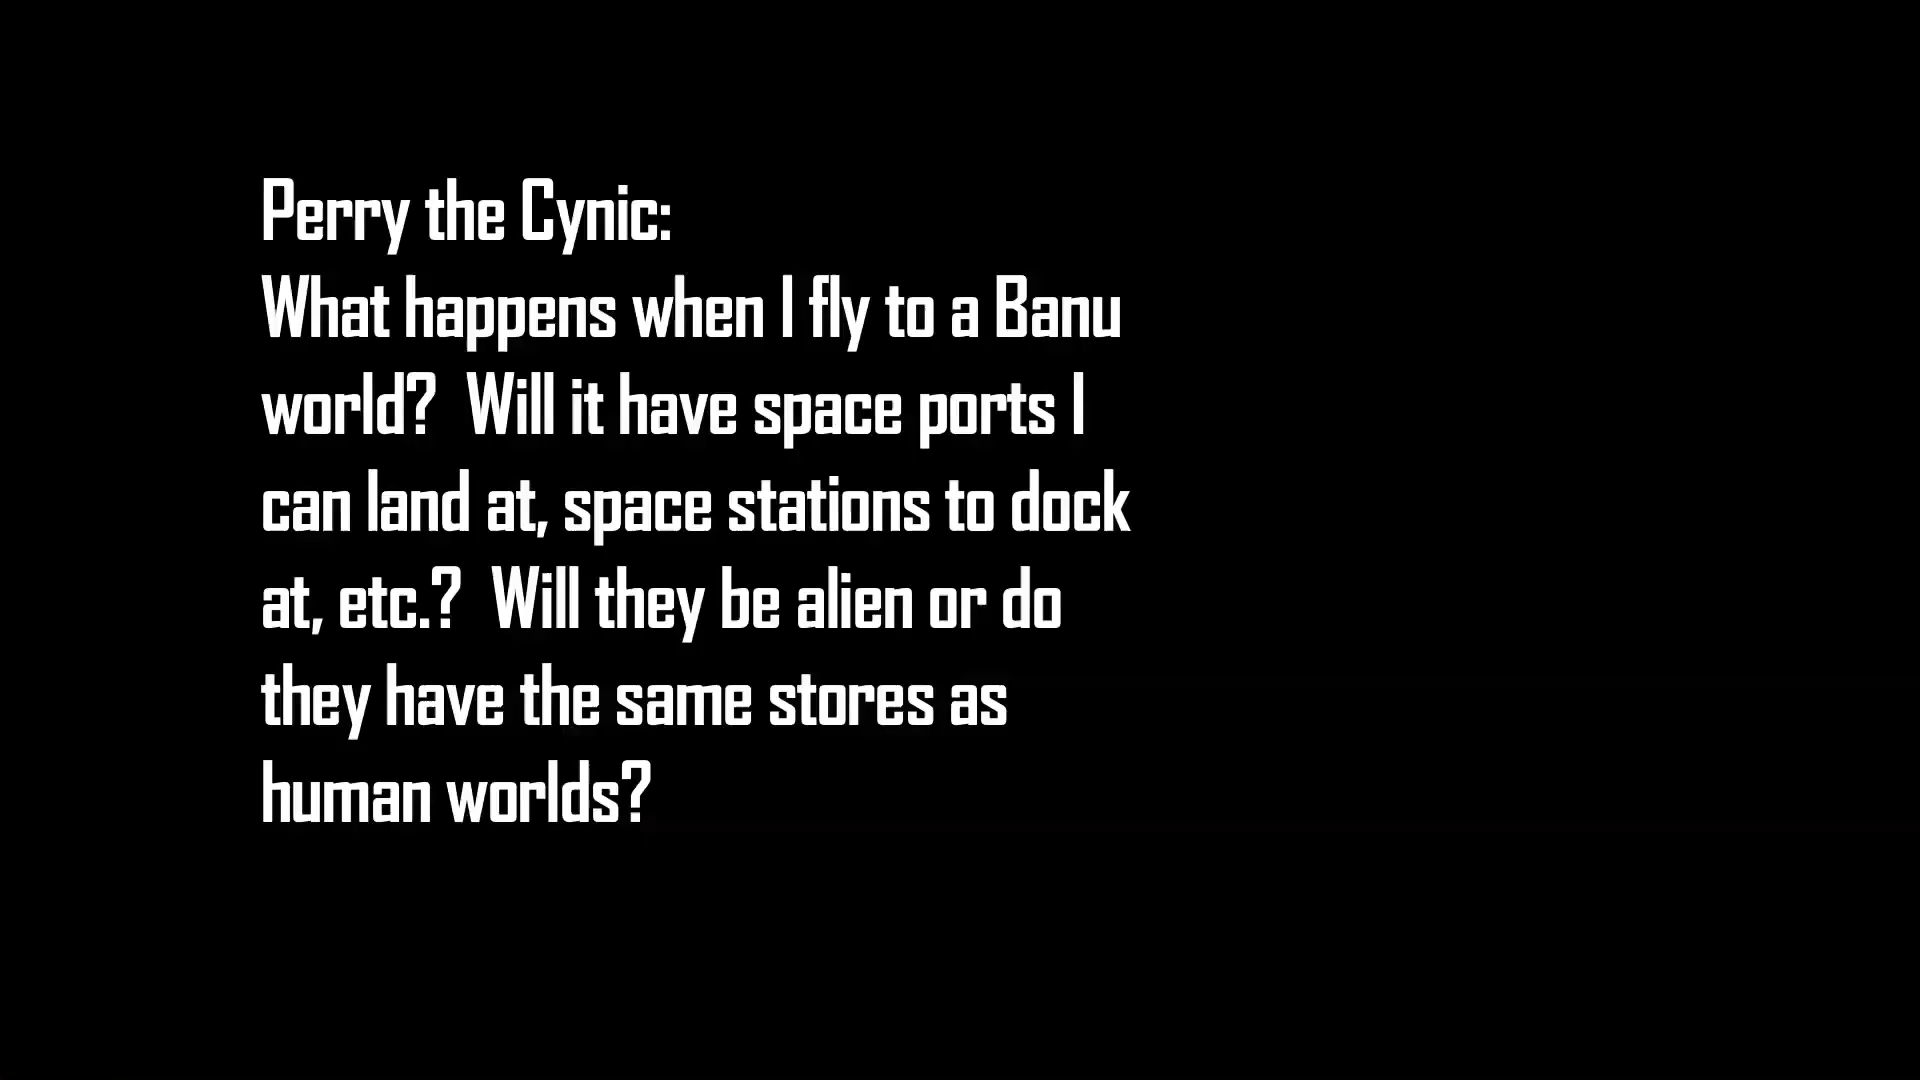 Perry the Cynic:
What happens when I fly to a Banu
world?  Will it have space ports I
can land at, space stations to dock
at, etc.?  Will they be alien or do
they have the same stores as
human worlds?